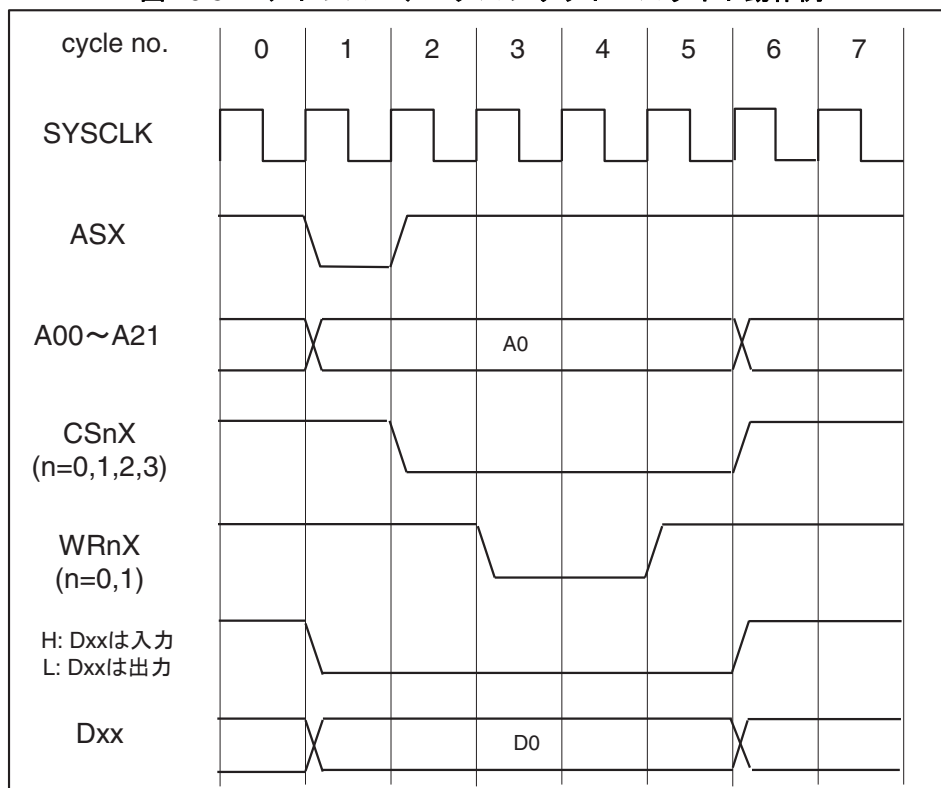 cycle no. 0 1 2 3 4 5 6 7
SYSCLK
ASX
A00～A21 A0
CSnX
(n=0,1,2,3)
WRnX
(n=0,1)
H: Dxxは入力
L: Dxxは出力
Dxx D0